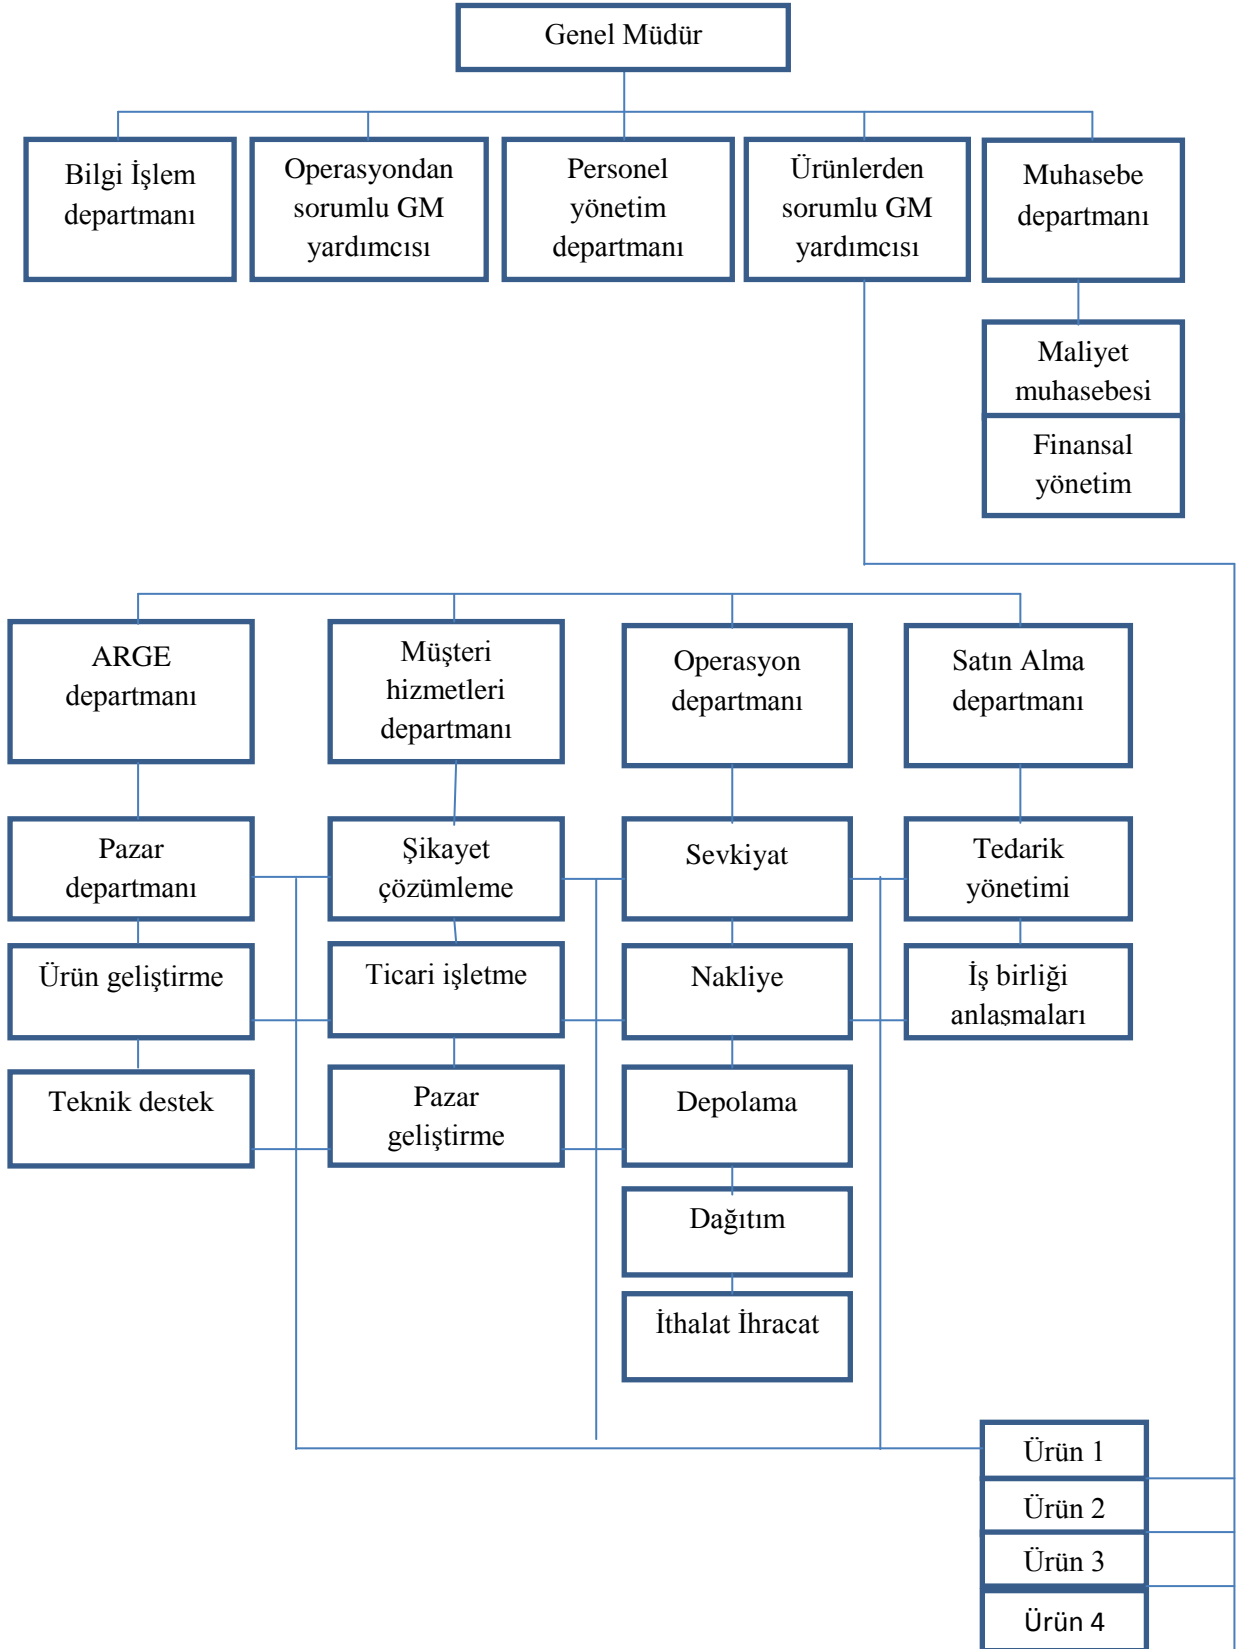 Genel Müdür
Bilgi İşlem
departmanı
Operasyondan
sorumlu GM
yardımcısı
Personel
yönetim
departmanı
Ürünlerden
sorumlu GM
yardımcısı
Muhasebe
departmanı
Maliyet
muhasebesi
Finansal
yönetim
ARGE
departmanı
Müşteri
hizmetleri
departmanı
Operasyon
departmanı
Satın Alma
departmanı
Pazar
departmanı
Şikayet
çözümleme
Sevkiyat
Tedarik
yönetimi
Ürün geliştirme
Ticari işletme
Nakliye
İş birliği
anlaşmaları
Teknik destek
Pazar
geliştirme
Depolama
Dağıtım
İthalat İhracat
Ürün 1
Ürün 2
Ürün 3
Ürün 4